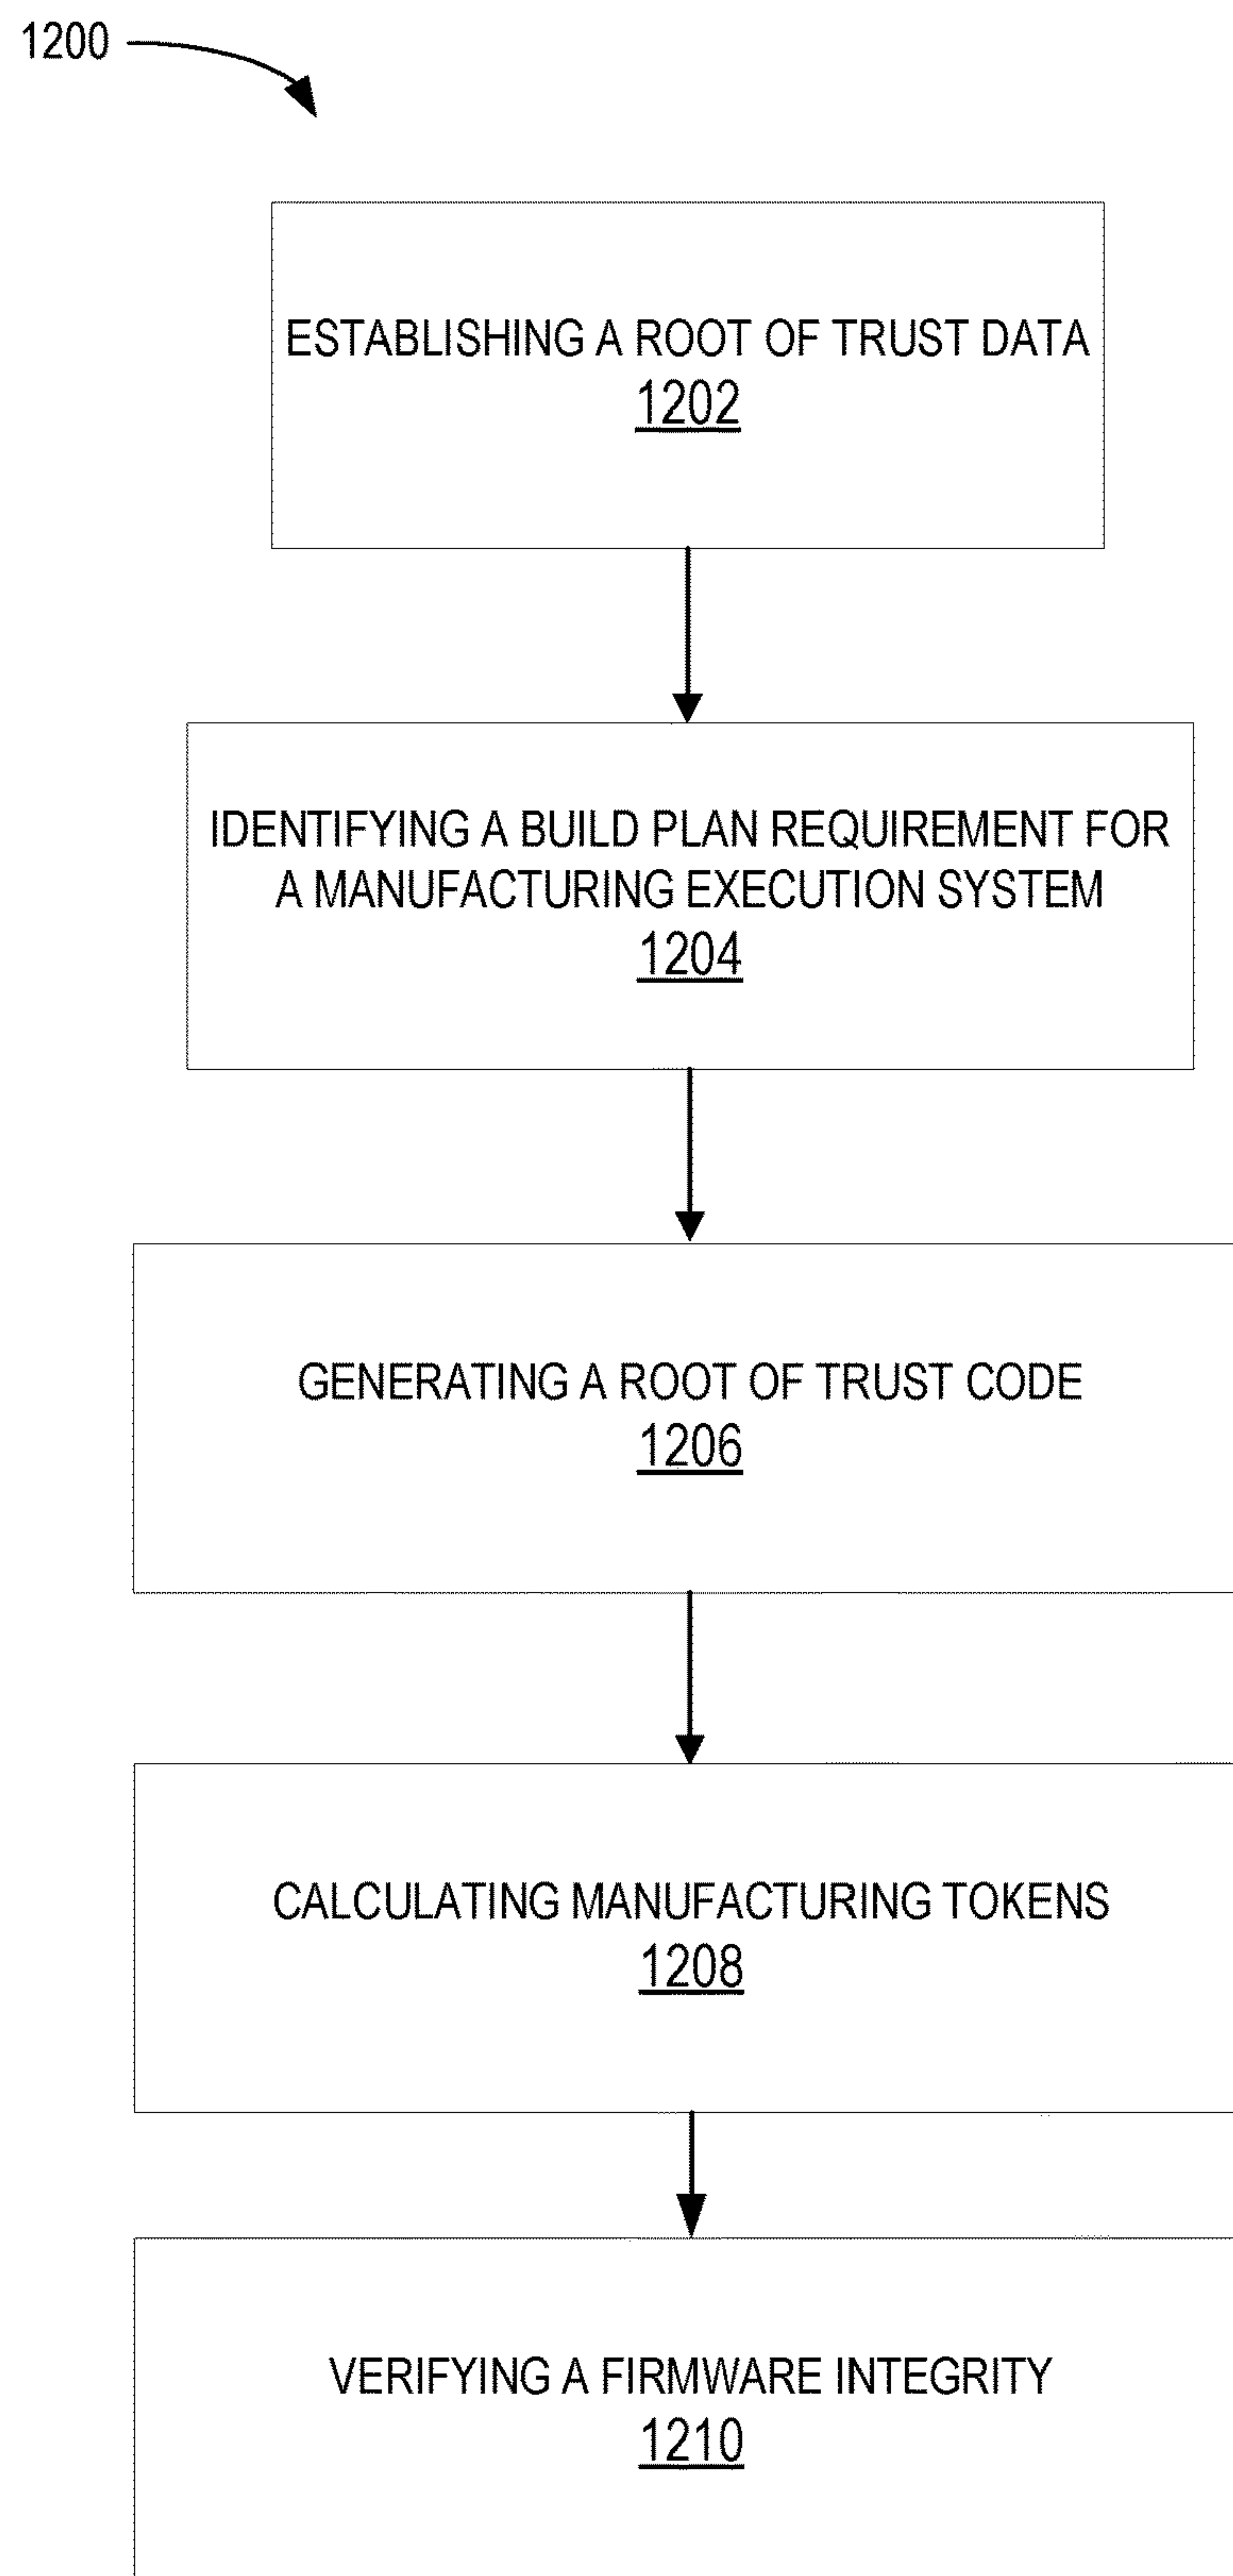 1200
ESTABLISHING A ROOT OF TRUST DATA
1202
IDENTIFYING A BUILD PLAN REQUIREMENT FOR
A MANUFACTURING EXECUTION SYSTEM
1204
GENERATING A ROOT OF TRUST CODE
1206
CALCULATING MANUFACTURING TOKENS
1208
VERIFYING A FIRMWARE INTEGRITY
1210